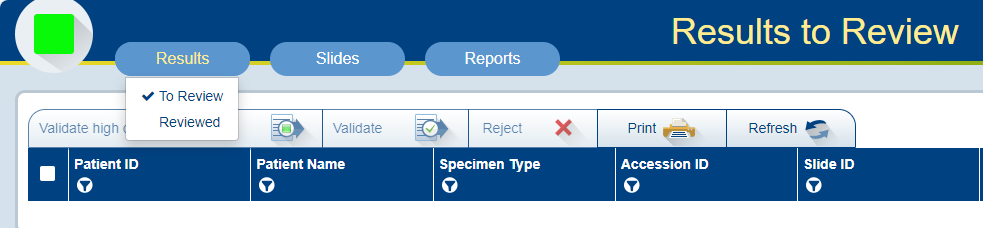 Results to Review
Results
Slides
Reports
To Review
Reviewed
Validate high
Validate
Reject
Print
Refresh
Patient ID
Patient Name
Specimen Type
Accession ID
Slide ID